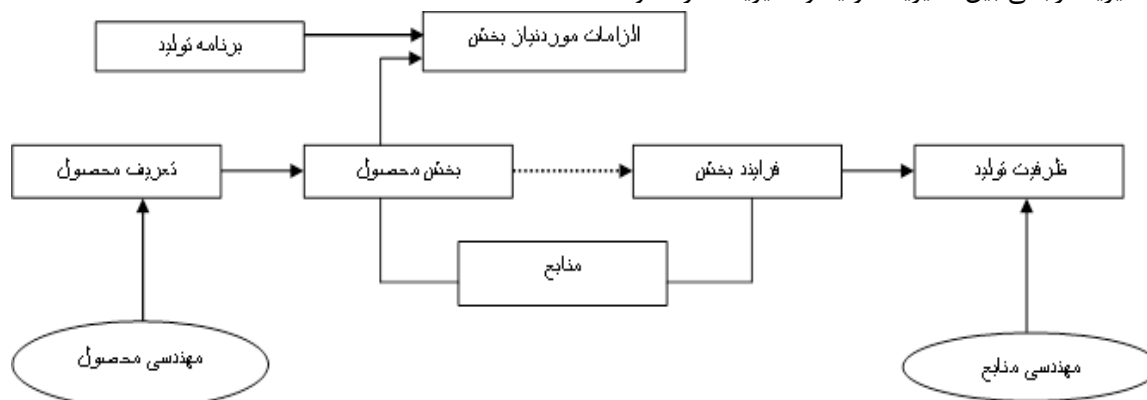 برنامه تولید
الزامات موردنیاز بخش
تعریف محصول
بخش محصول
فرایند بخش
ظرفیت تولید
منابع
مهندسی محصول
مهندسی منابع